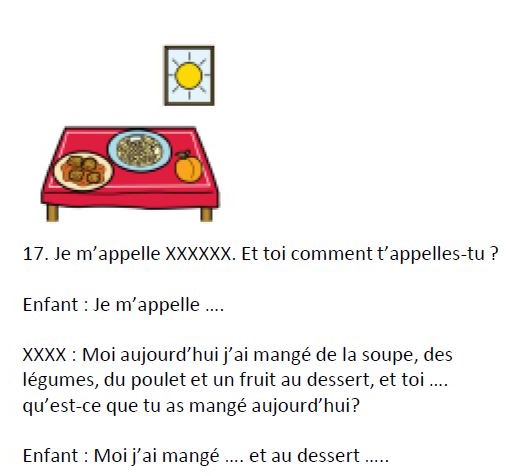 17. Je m’appelle XXXXXX. Et toi comment t’appelles-tu ?
Enfant : Je m’appelle ....
XXXX : Moi aujourd’hui j’ai mangé de la soupe, des
légumes, du poulet et un fruit au dessert, et toi ....
qu’est-ce que tu as mangé aujourd’hui?
Enfant : Moi j’ai mangé .... et au dessert .....